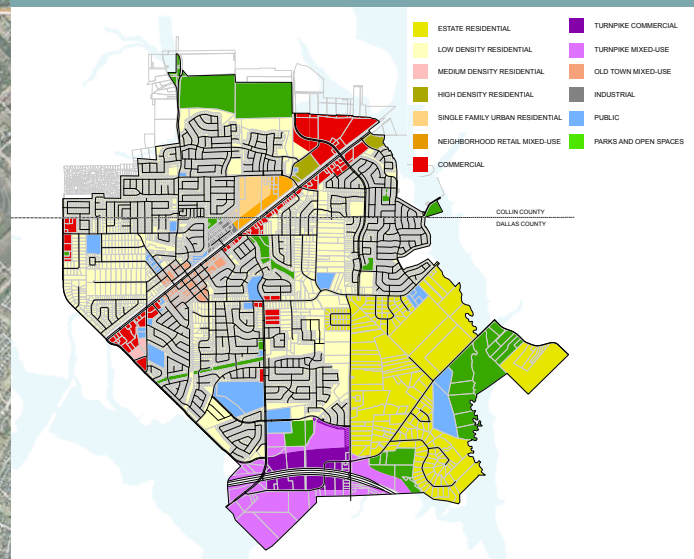 ESTATE RESIDENTIAL
LOW DENSITY RESIDENTIAL
MEDIUM DENSITY RESIDENTIAL
HIGH DENSITY RESIDENTIAL
SINGLE FAMILY URBAN RESIDENTIAL
NEIGHBORHOOD RETAIL MIXED-USE
COMMERCIAL
TURNPIKE COMMERCIAL
TURNPIKE MIXED-USE
OLD TOWN MIXED-USE
INDUSTRIAL
PUBLIC
PARKS AND OPEN SPACES
COLLIN COUNTY
DALLAS COUNTY